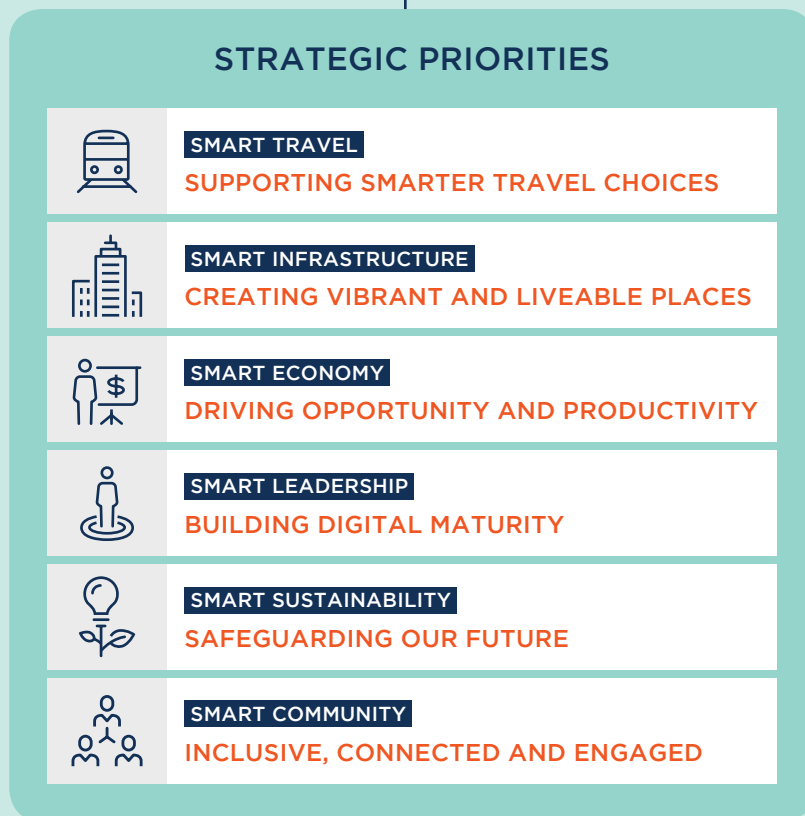 STRATEGIC PRIORITIES
SMART TRAVEL
SUPPORTING SMARTER TRAVEL CHOICES
SMART INFRASTRUCTURE
CREATING VIBRANT AND LIVEABLE PLACES
$
SMART ECONOMY
DRIVING OPPORTUNITY AND PRODUCTIVITY
SMART LEADERSHIP
BUILDING DIGITAL MATURITY
SMART SUSTAINABILITY
SAFEGUARDING OUR FUTURE
SMART COMMUNITY
INCLUSIVE, CONNECTED AND ENGAGED